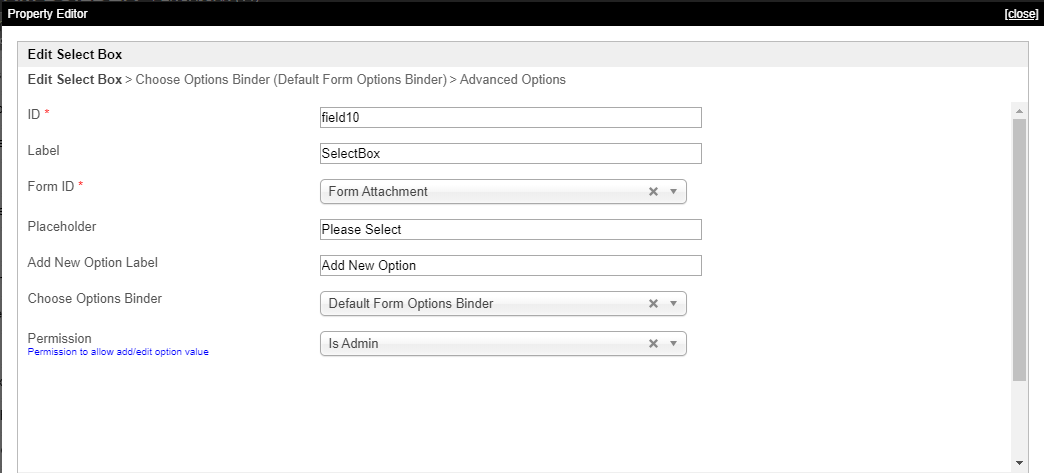 Property Editor [close]
Edit Select Box
Edit Select Box > Choose Options Binder (Default Form Options Binder) > Advanced Options
ID * field10
Label SelectBox
Form ID * Form Attachment
Placeholder Please Select
Add New Option Label Add New Option
Choose Options Binder Default Form Options Binder
Permission Is Admin
Permission to allow add/edit option value